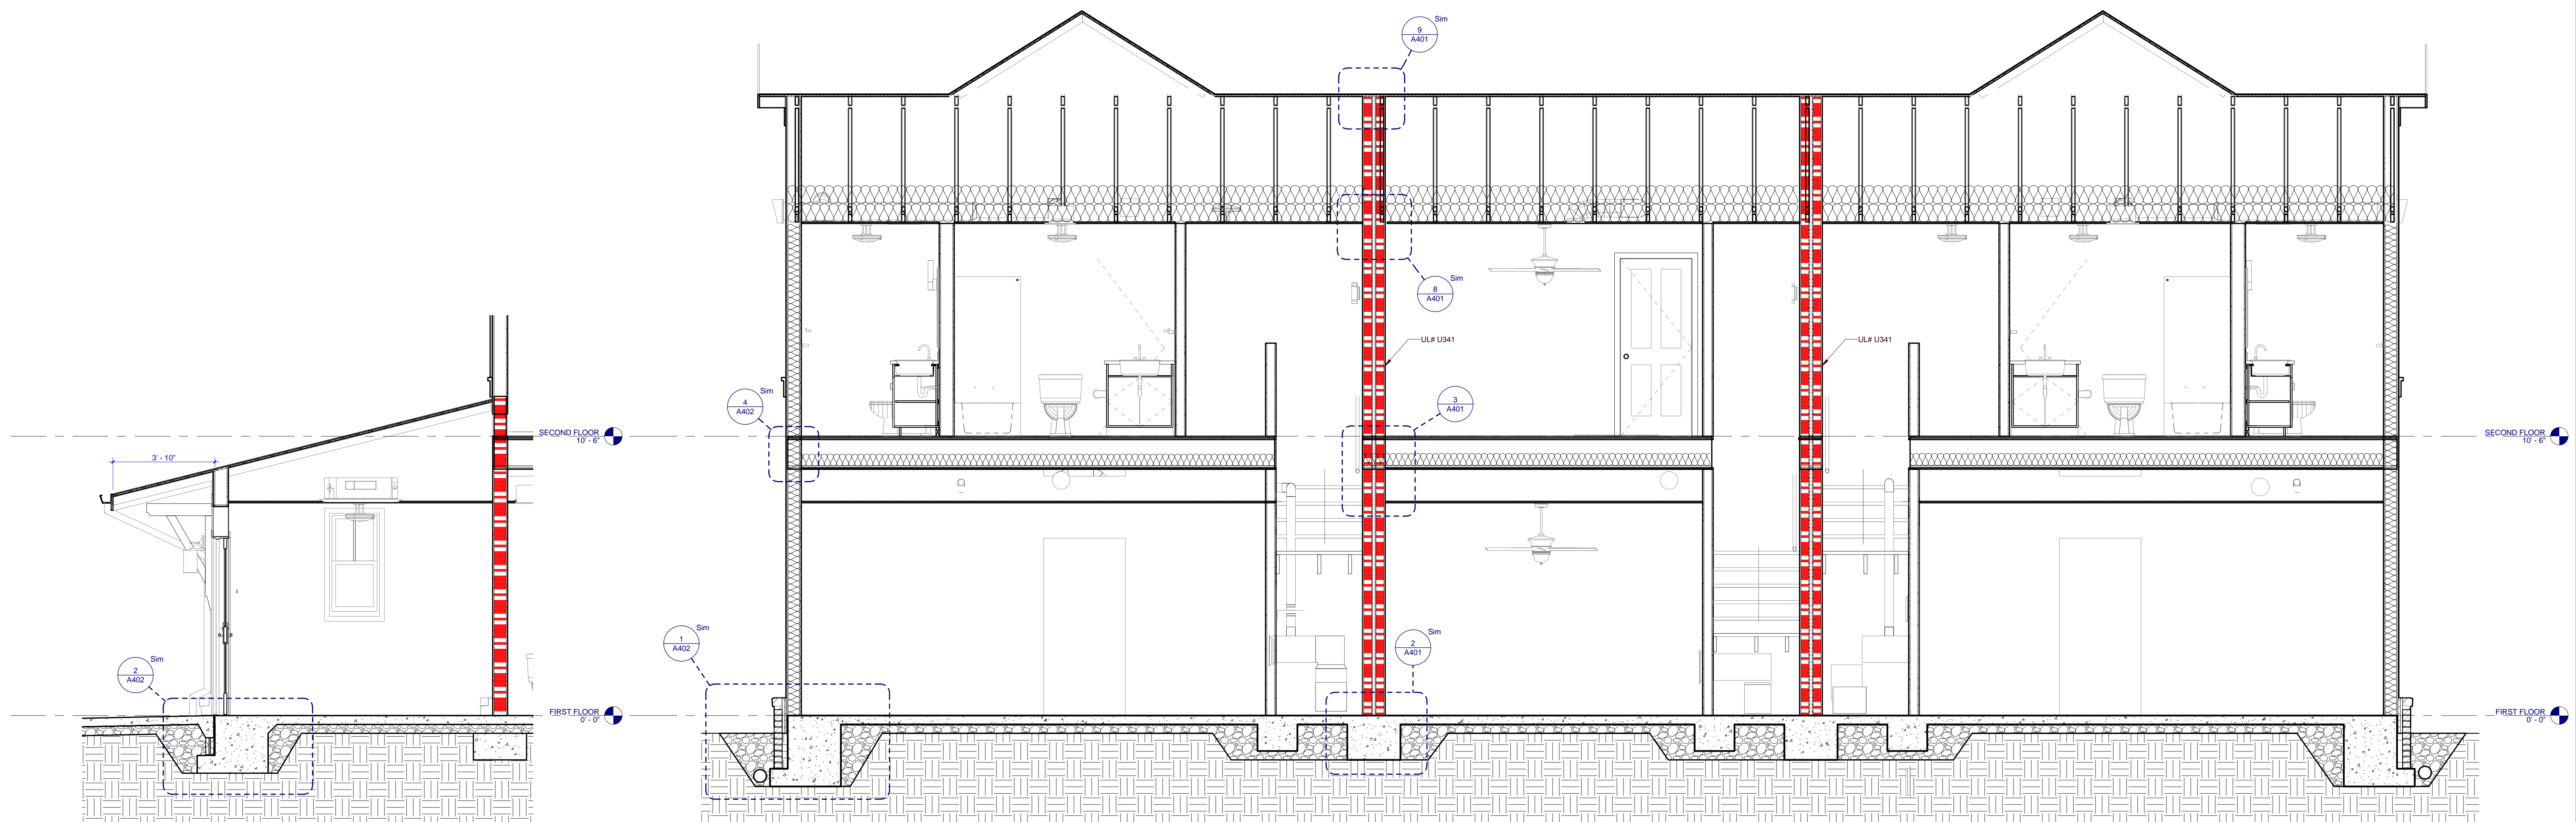 9
A401
Sim
8
A401
Sim
UL# U341
UL# U341
4
A402
Sim
3
A401
SECOND FLOOR
10' - 6"
SECOND FLOOR
10' - 6"
3' - 10"
1
A402
Sim
2
A401
Sim
2
A402
Sim
FIRST FLOOR
0' - 0"
FIRST FLOOR
0' - 0"